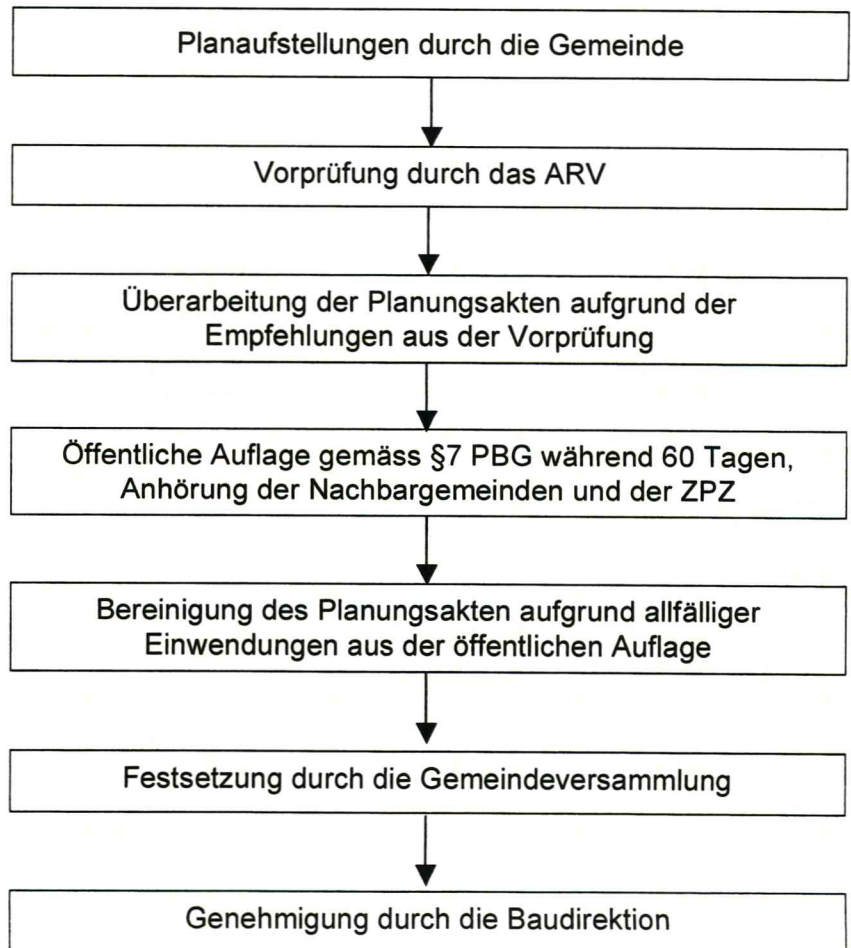 Planaufstellungen durch die Gemeinde
Vorprüfung durch das ARV
Überarbeitung der Planungsakten aufgrund der
Empfehlungen aus der Vorprüfung
Öffentliche Auflage gemäss §7 PBG während 60 Tagen,
Anhörung der Nachbargemeinden und der ZPZ
Bereinigung des Planungsakten aufgrund allfälliger
Einwendungen aus der öffentlichen Auflage
Festsetzung durch die Gemeindeversammlung
Genehmigung durch die Baudirektion